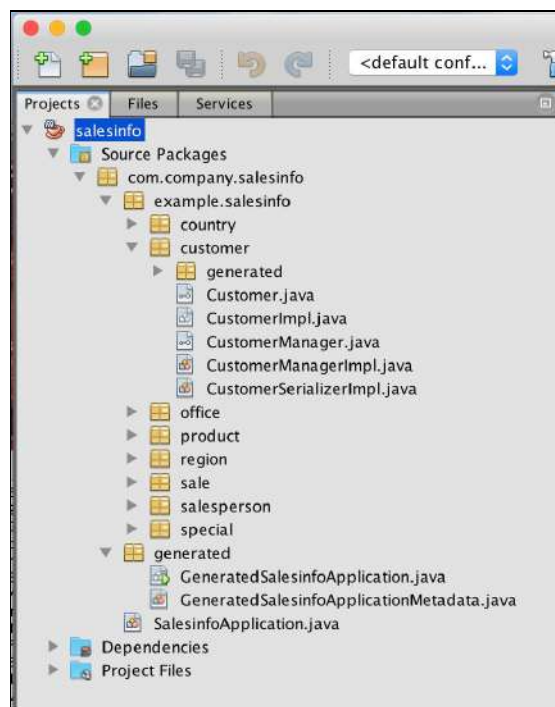 <default conf...
Projects Files Services
salesinfo
Source Packages
com.company.salesinfo
example.salesinfo
country
customer
generated
Customer.java
CustomerImpl.java
CustomerManager.java
CustomerManagerImpl.java
CustomerSerializerImpl.java
office
product
region
sale
salesperson
special
generated
GeneratedSalesinfoApplication.java
GeneratedSalesinfoApplicationMetadata.java
SalesinfoApplication.java
Dependencies
Project Files